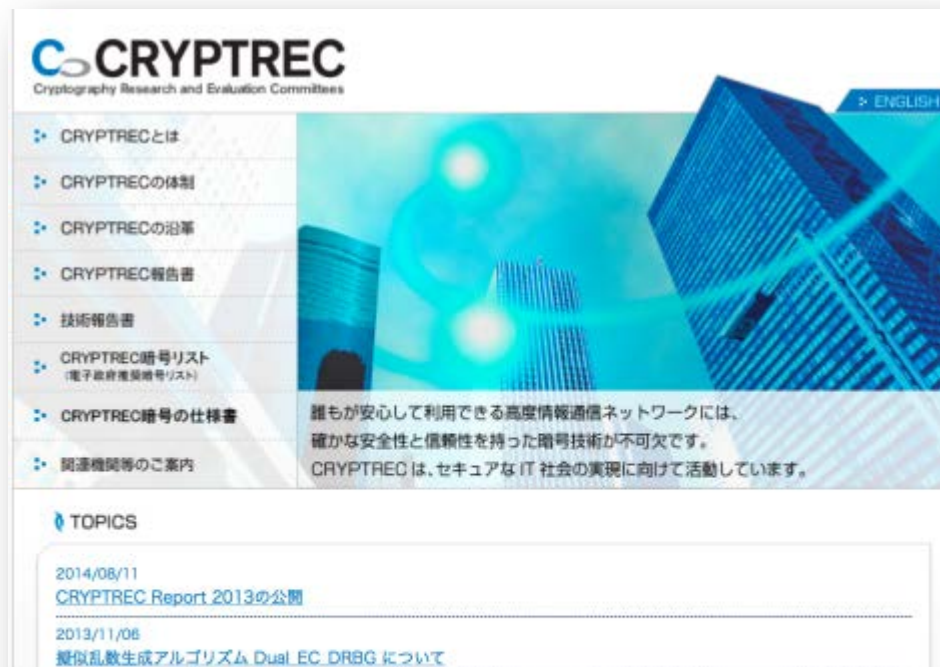 CRYPTREC
Cryptography Research and Evaluation Committees
ENGLISH
CRYPTRECとは
CRYPTRECの体制
CRYPTRECの沿革
CRYPTREC報告書
技術報告書
CRYPTREC暗号リスト
(電子政府推奨暗号リスト)
CRYPTREC暗号の仕様書
関連機関等のご案内
誰もが安心して利用できる高度情報通信ネットワークには、
確かな安全性と信頼性を持った暗号技術が不可欠です。
CRYPTREC は、セキュアな IT 社会の実現に向けて活動しています。
TOPICS
2014/08/11
CRYPTREC Report 2013の公開
2013/11/06
擬似乱数生成アルゴリズム Dual_EC_DRBG について